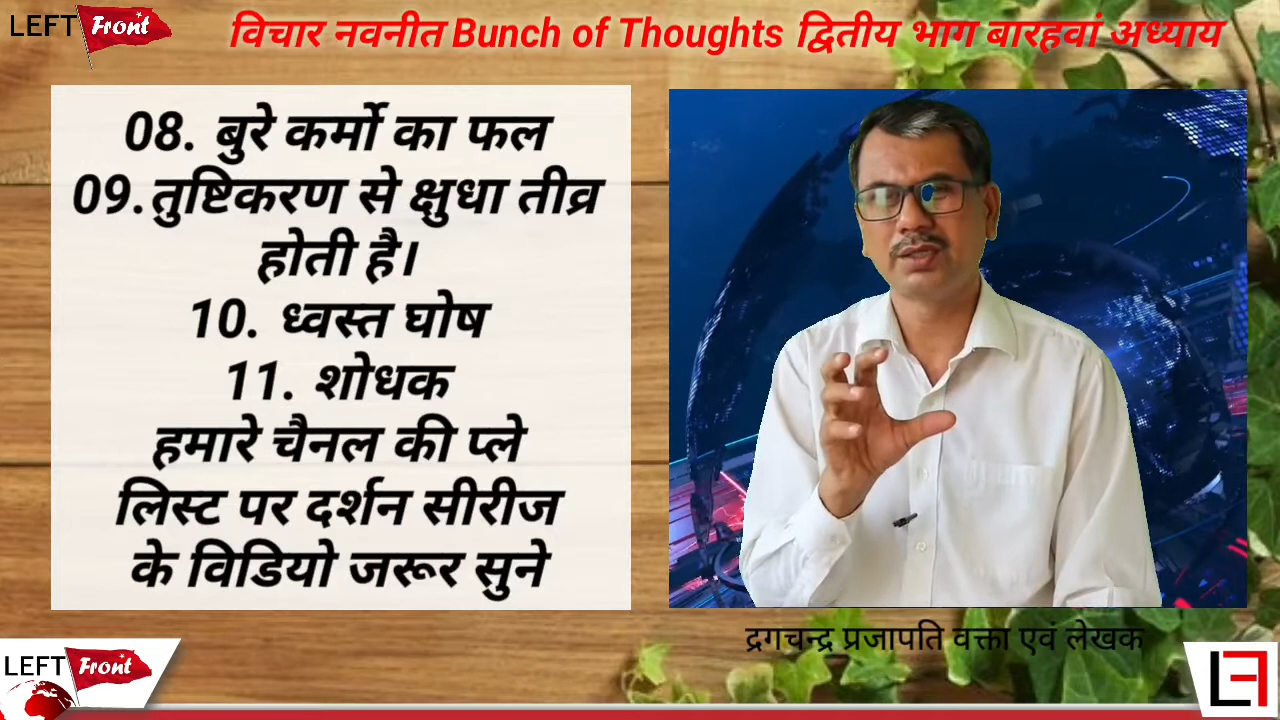 LEFT Front
विचार नवनीत Bunch of Thoughts द्वितीय भाग बारहवां अध्याय
08. बुरे कर्मो का फल
09.तुष्टिकरण से क्षुधा तीव्र
होती है।
10. ध्वस्त घोष
11. शोधक
हमारे चैनल की प्ले
लिस्ट पर दर्शन सीरीज
के विडियो जरूर सुने
द्रगचन्द्र प्रजापति वक्ता एवं लेखक
LEFT Front
LF